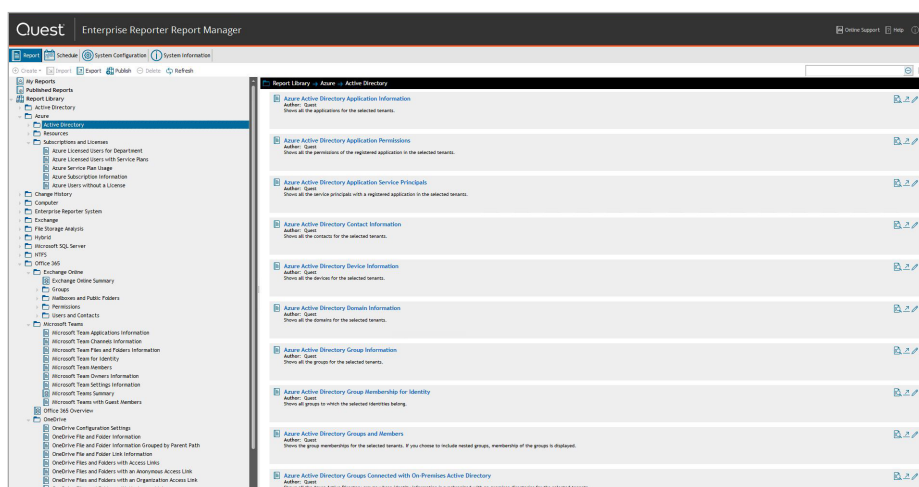 Quest
Enterprise Reporter Report Manager
Online Support
Help
Report
Schedule
System Configuration
System Information
Create
Import
Export
Publish
Delete
Refresh
My Reports
Published Reports
Report Library
Active Directory
Azure
Active Directory
Resources
Subscriptions and Licenses
Azure Licensed Users for Department
Azure Licensed Users with Service Plans
Azure Service Plan Usage
Azure Subscription Information
Azure Users without a License
Change History
Computer
Enterprise Reporter System
Exchange
File Storage Analysis
Hybrid
Microsoft SQL Server
NTFS
Office 365
Exchange Online
Exchange Online Summary
Groups
Mailboxes and Public Folders
Permissions
Users and Contacts
Microsoft Teams
Microsoft Team Applications Information
Microsoft Team Channels Information
Microsoft Team Files and Folders Information
Microsoft Team for Identity
Microsoft Team Members
Microsoft Team Owners Information
Microsoft Team Settings Information
Microsoft Teams Summary
Microsoft Teams with Guest Members
Office 365 Overview
OneDrive
OneDrive Configuration Settings
OneDrive File and Folder Information
OneDrive File and Folder Information Grouped by Parent Path
OneDrive File and Folder Link Information
OneDrive Files and Folders with Access Links
OneDrive Files and Folders with an Anonymous Access Link
OneDrive Files and Folders with an Organization Access Link
Report Library → Azure → Active Directory
Azure Active Directory Application Information
Author: Quest
Shows all the applications for the selected tenants.
Azure Active Directory Application Permissions
Author: Quest
Shows all the permissions of the registered application in the selected tenants.
Azure Active Directory Application Service Principals
Author: Quest
Shows all the service principals with a registered application in the selected tenants.
Azure Active Directory Contact Information
Author: Quest
Shows all the contacts for the selected tenants.
Azure Active Directory Device Information
Author: Quest
Shows all the devices for the selected tenants.
Azure Active Directory Domain Information
Author: Quest
Shows all the domains for the selected tenants.
Azure Active Directory Group Information
Author: Quest
Shows all the groups for the selected tenants.
Azure Active Directory Group Membership for Identity
Author: Quest
Shows all groups to which the selected identities belong.
Azure Active Directory Groups and Members
Author: Quest
Shows the group memberships for the selected tenants. If you choose to include nested groups, membership of the groups is displayed.
Azure Active Directory Groups Connected with On-Premises Active Directory
Author: Quest